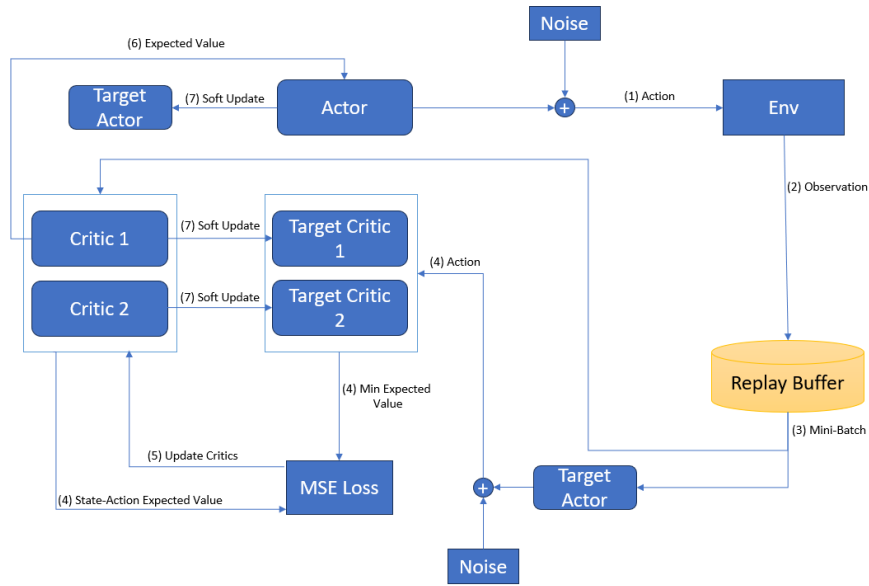 Noise
(6) Expected Value
Target
Actor
(7) Soft Update
Actor
+
(1) Action
Env
(2) Observation
Critic 1
(7) Soft Update
Target Critic
1
(4) Action
Critic 2
(7) Soft Update
Target Critic
2
(4) Min Expected
Value
Replay Buffer
(3) Mini-Batch
(5) Update Critics
MSE Loss
(4) State-Action Expected Value
+
Target
Actor
Noise